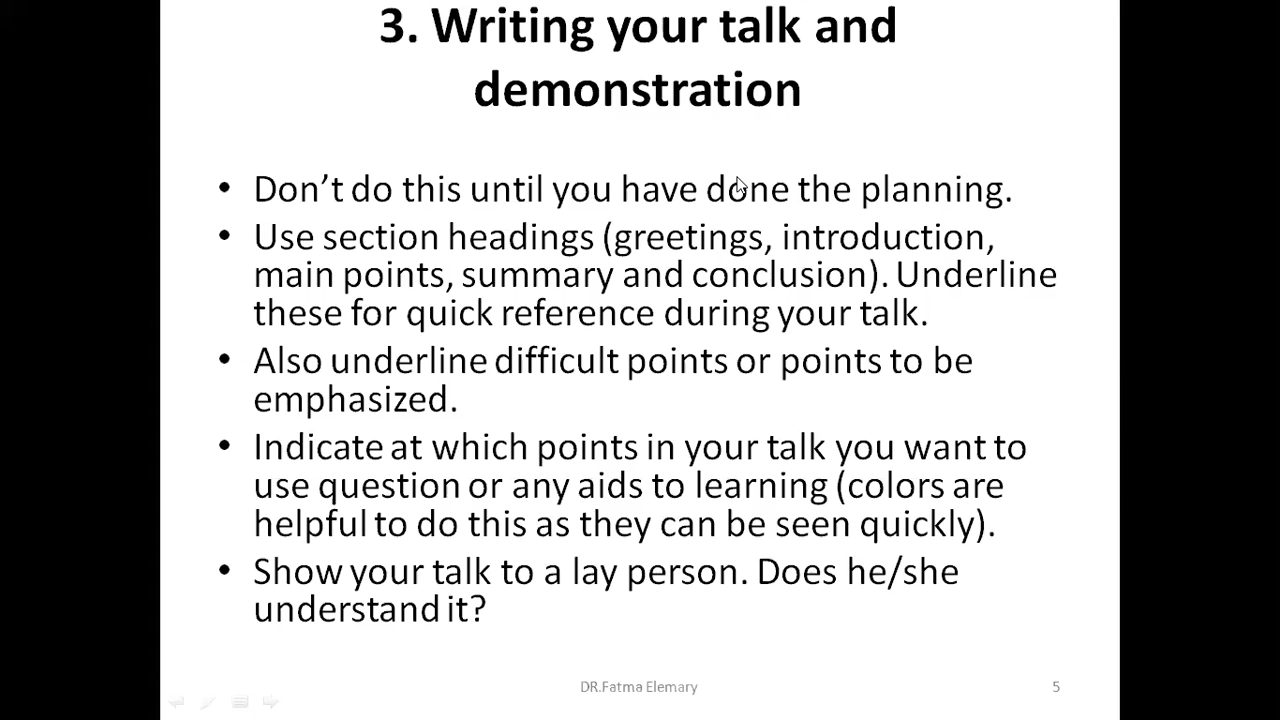 3. Writing your talk and
demonstration
• Don't do this until you have done the planning.
• Use section headings (greetings, introduction,
main points, summary and conclusion). Underline
these for quick reference during your talk.
• Also underline difficult points or points to be
emphasized.
• Indicate at which points in your talk you want to
use question or any aids to learning (colors are
helpful to do this as they can be seen quickly).
• Show your talk to a lay person. Does he/she
understand it?
DR.Fatma Elemary
5